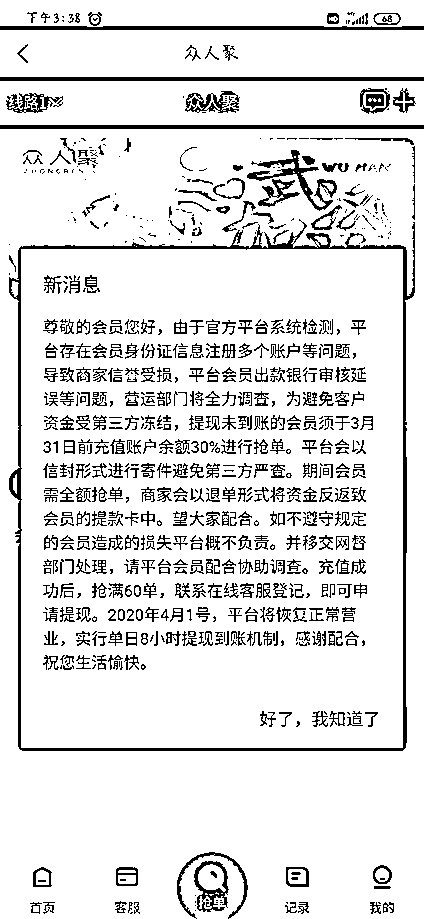 下午3:38
68
众人聚
线路1
众人聚
众人聚
WU HAN
新消息
尊敬的会员您好，由于官方平台系统检测，平
台存在会员身份证信息注册多个账户等问题，
导致商家信誉受损，平台会员出款银行审核延
误等问题，营运部门将全力调查，为避免客户
资金受第三方冻结，提现未到账的会员须于3月
31日前充值账户余额30%进行抢单。平台会以
信封形式进行寄件避免第三方严查。期间会员
需全额抢单，商家会以退单形式将资金反返致
会员的提款卡中。望大家配合。如不遵守规定
的会员造成的损失平台概不负责。并移交网督
部门处理，请平台会员配合协助调查。充值成
功后，抢满60单，联系在线客服登记，即可申
请提现。2020年4月1号，平台将恢复正常营
业，实行单日8小时提现到账机制，感谢配合，
祝您生活愉快。
好了，我知道了
首页
客服
抢单
记录
我的